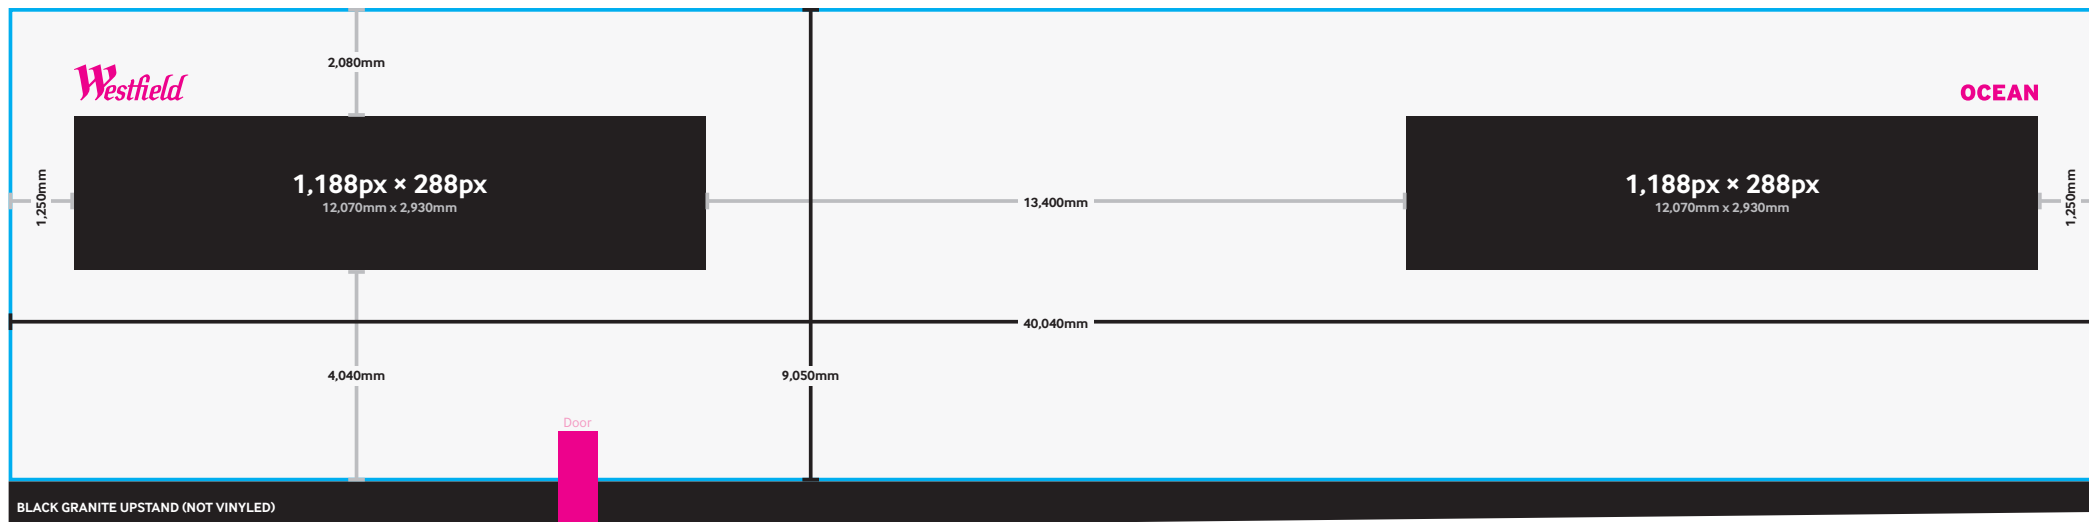 2,080mm
Westfield
OCEAN
1,250mm
1,188px × 288px
12,070mm x 2,930mm
13,400mm
1,188px × 288px
12,070mm x 2,930mm
1,250mm
40,040mm
4,040mm
9,050mm
Door
BLACK GRANITE UPSTAND (NOT VINYLED)